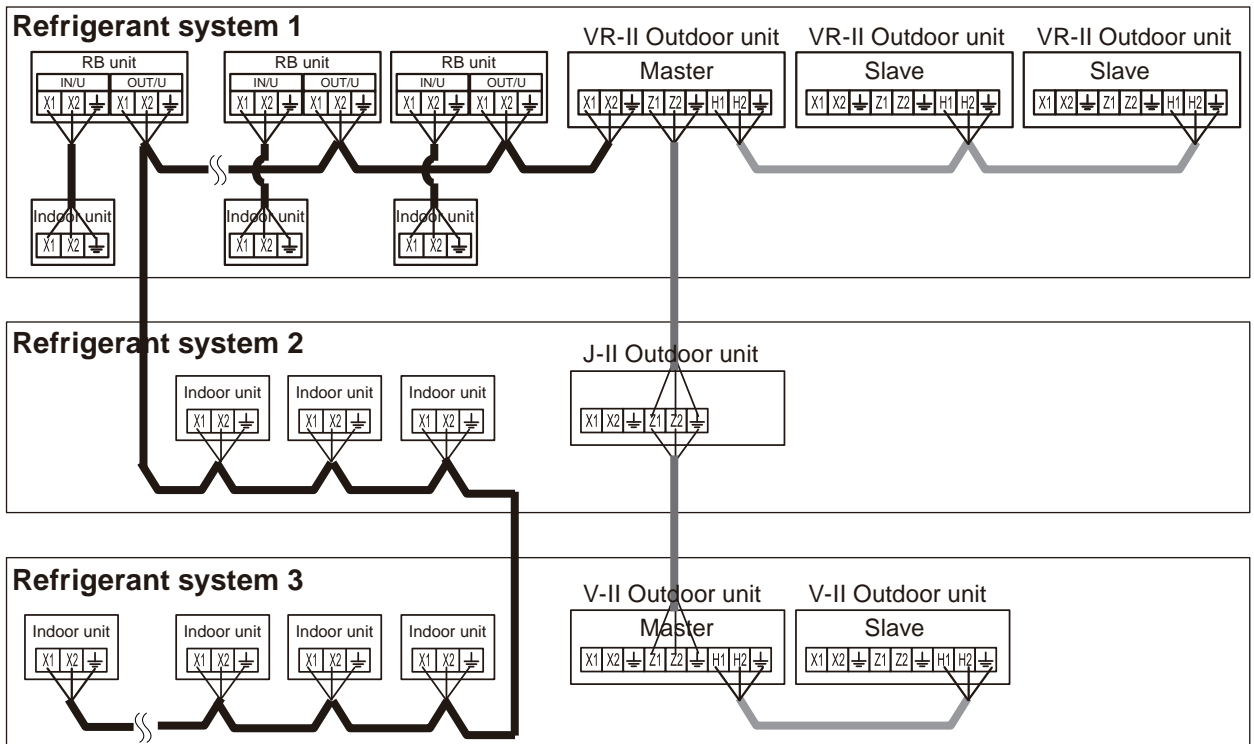 Refrigerant system 1
VR-II Outdoor unit VR-II Outdoor unit VR-II Outdoor unit
RB unit RB unit RB unit Master Slave Slave
IN/U OUT/U IN/U OUT/U IN/U OUT/U
X1 X2 X1 X2 X1 X2 X1 X2 X1 X2 X1 X2 X1 X2 Z1 Z2 H1 H2 X1 X2 Z1 Z2 H1 H2 X1 X2 Z1 Z2 H1 H2
Indoor unit Indoor unit Indoor unit
X1 X2 X1 X2 X1 X2
Refrigerant system 2
J-II Outdoor unit
Indoor unit Indoor unit Indoor unit
X1 X2 X1 X2 X1 X2 X1 X2 Z1 Z2
Refrigerant system 3
V-II Outdoor unit V-II Outdoor unit
Indoor unit Indoor unit Indoor unit Indoor unit Master Slave
X1 X2 X1 X2 X1 X2 X1 X2 X1 X2 Z1 Z2 H1 H2 X1 X2 Z1 Z2 H1 H2